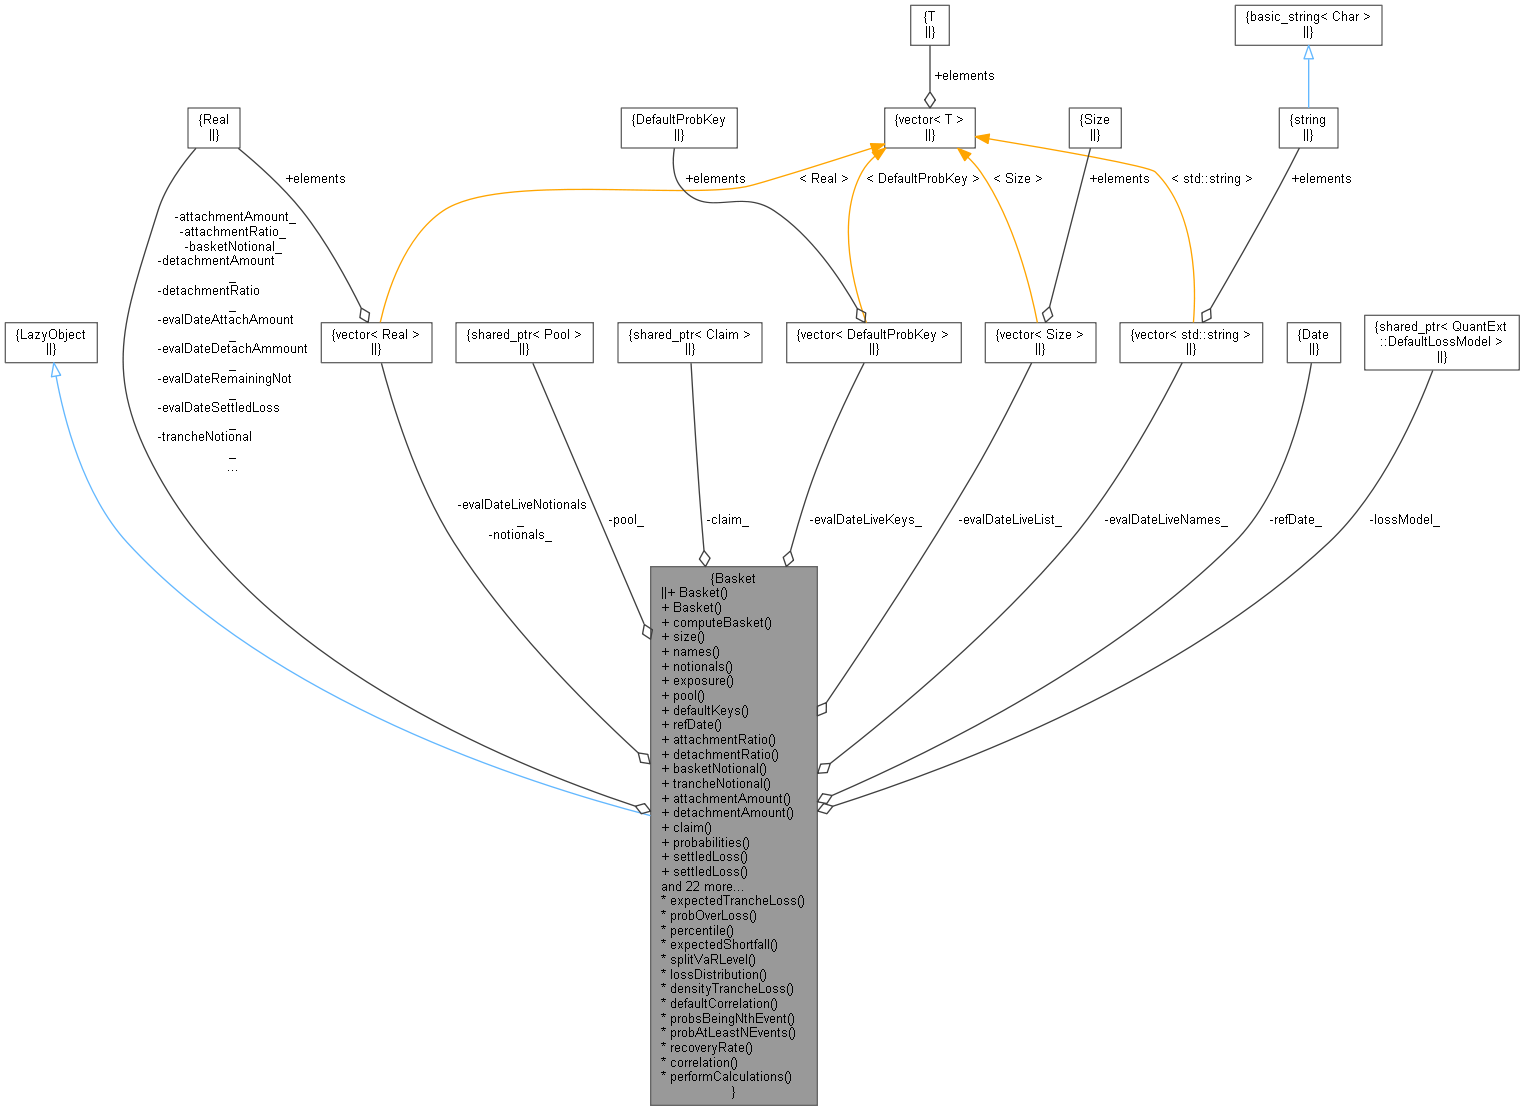 {T
||}
{basic_string< Char >
||}
+elements
{Real
||}
{DefaultProbKey
||}
{vector< T >
||}
{Size
||}
{string
||}
+elements
+elements
< Real >
< DefaultProbKey >
< Size >
+elements
< std::string >
+elements
-attachmentAmount_
-attachmentRatio_
-basketNotional_
-detachmentAmount
_
-detachmentRatio
_
-evalDateAttachAmount
_
-evalDateDetachAmmount
_
-evalDateRemainingNot
_
-evalDateSettledLoss
_
-trancheNotional
_
...
{LazyObject
||}
{vector< Real >
||}
{shared_ptr< Pool >
||}
{shared_ptr< Claim >
||}
{vector< DefaultProbKey >
||}
{vector< Size >
||}
{vector< std::string >
||}
{Date
||}
{shared_ptr< QuantExt
::DefaultLossModel >
||}
-evalDateLiveNotionals
_
-notionals_
-pool_
-claim_
-evalDateLiveKeys_
-evalDateLiveList_
-evalDateLiveNames_
-refDate_
-lossModel_
{Basket
||+ Basket()
+ Basket()
+ computeBasket()
+ size()
+ names()
+ notionals()
+ exposure()
+ pool()
+ defaultKeys()
+ refDate()
+ attachmentRatio()
+ detachmentRatio()
+ basketNotional()
+ trancheNotional()
+ attachmentAmount()
+ detachmentAmount()
+ claim()
+ probabilities()
+ settledLoss()
+ settledLoss()
and 22 more...
* expectedTrancheLoss()
* probOverLoss()
* percentile()
* expectedShortfall()
* splitVaRLevel()
* lossDistribution()
* densityTrancheLoss()
* defaultCorrelation()
* probsBeingNthEvent()
* probAtLeastNEvents()
* recoveryRate()
* correlation()
* performCalculations()
}